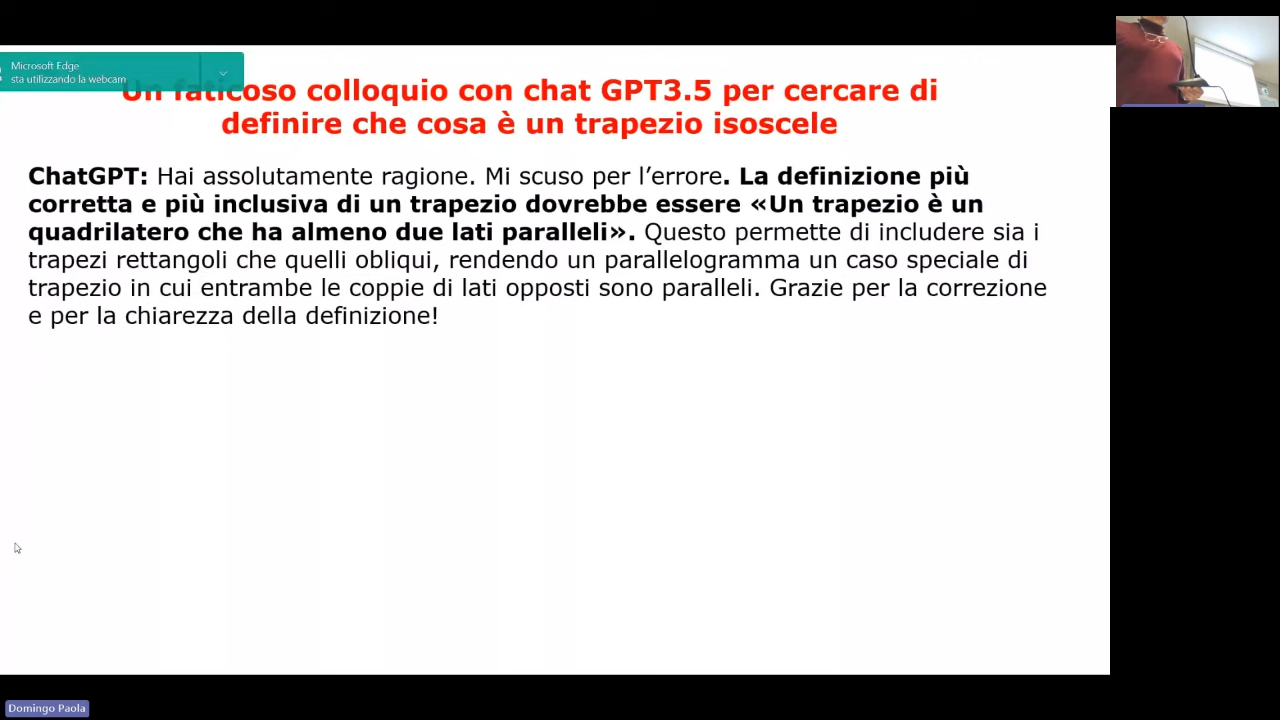 Microsoft Edge
sta utilizzando la webcam
Un faticoso colloquio con chat GPT3.5 per cercare di
definire che cosa è un trapezio isoscele
ChatGPT: Hai assolutamente ragione. Mi scuso per l’errore. La definizione più
corretta e più inclusiva di un trapezio dovrebbe essere «Un trapezio è un
quadrilatero che ha almeno due lati paralleli». Questo permette di includere sia i
trapezi rettangoli che quelli obliqui, rendendo un parallelogramma un caso speciale di
trapezio in cui entrambe le coppie di lati opposti sono paralleli. Grazie per la correzione
e per la chiarezza della definizione!
Domingo Paola